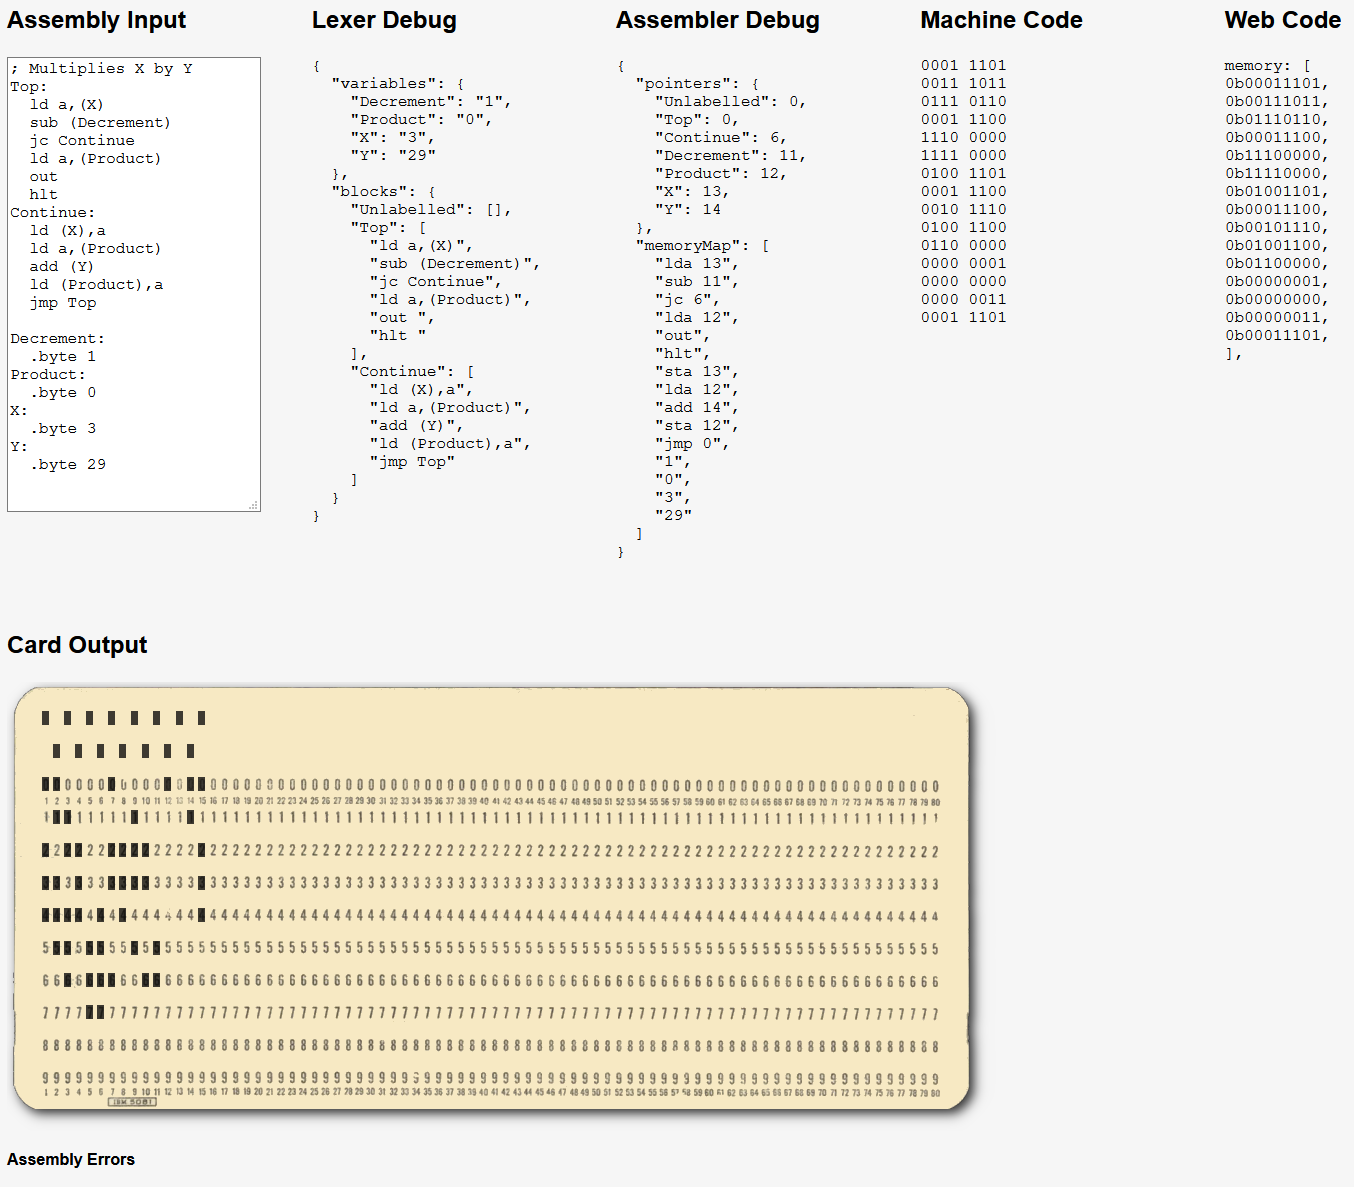 Assembly Input
; Multiplies X by Y
Top:
  ld a,(X)
  sub (Decrement)
  jc Continue
  ld a,(Product)
  out
  hlt
Continue:
  ld (X),a
  ld a,(Product)
  add (Y)
  ld (Product),a
  jmp Top
Decrement:
  .byte 1
Product:
  .byte 0
X:
  .byte 3
Y:
  .byte 29
Lexer Debug
{
  "variables": {
    "Decrement": "1",
    "Product": "0",
    "X": "3",
    "Y": "29"
  },
  "blocks": {
    "Unlabelled": [],
    "Top": [
      "ld a,(X)",
      "sub (Decrement)",
      "jc Continue",
      "ld a,(Product)",
      "out ",
      "hlt "
    ],
    "Continue": [
      "ld (X),a",
      "ld a,(Product)",
      "add (Y)",
      "ld (Product),a",
      "jmp Top"
    ]
  }
}
Assembler Debug
{
  "pointers": {
    "Unlabelled": 0,
    "Top": 0,
    "Continue": 6,
    "Decrement": 11,
    "Product": 12,
    "X": 13,
    "Y": 14
  },
  "memoryMap": [
    "lda 13",
    "sub 11",
    "jc 6",
    "lda 12",
    "out",
    "hlt",
    "sta 13",
    "lda 12",
    "add 14",
    "sta 12",
    "jmp 0",
    "1",
    "0",
    "3",
    "29"
  ]
}
Machine Code
0001 1101
0011 1011
0111 0110
0001 1100
1110 0000
1111 0000
0100 1101
0001 1100
0010 1110
0100 1100
0110 0000
0000 0001
0000 0000
0000 0011
0001 1101
Web Code
memory: [
0b00011101,
0b00111011,
0b01110110,
0b00011100,
0b11100000,
0b11110000,
0b01001101,
0b00011100,
0b00101110,
0b01001100,
0b01100000,
0b00000001,
0b00000000,
0b00000011,
0b00011101,
],
Card Output
IBM 5081
Assembly Errors